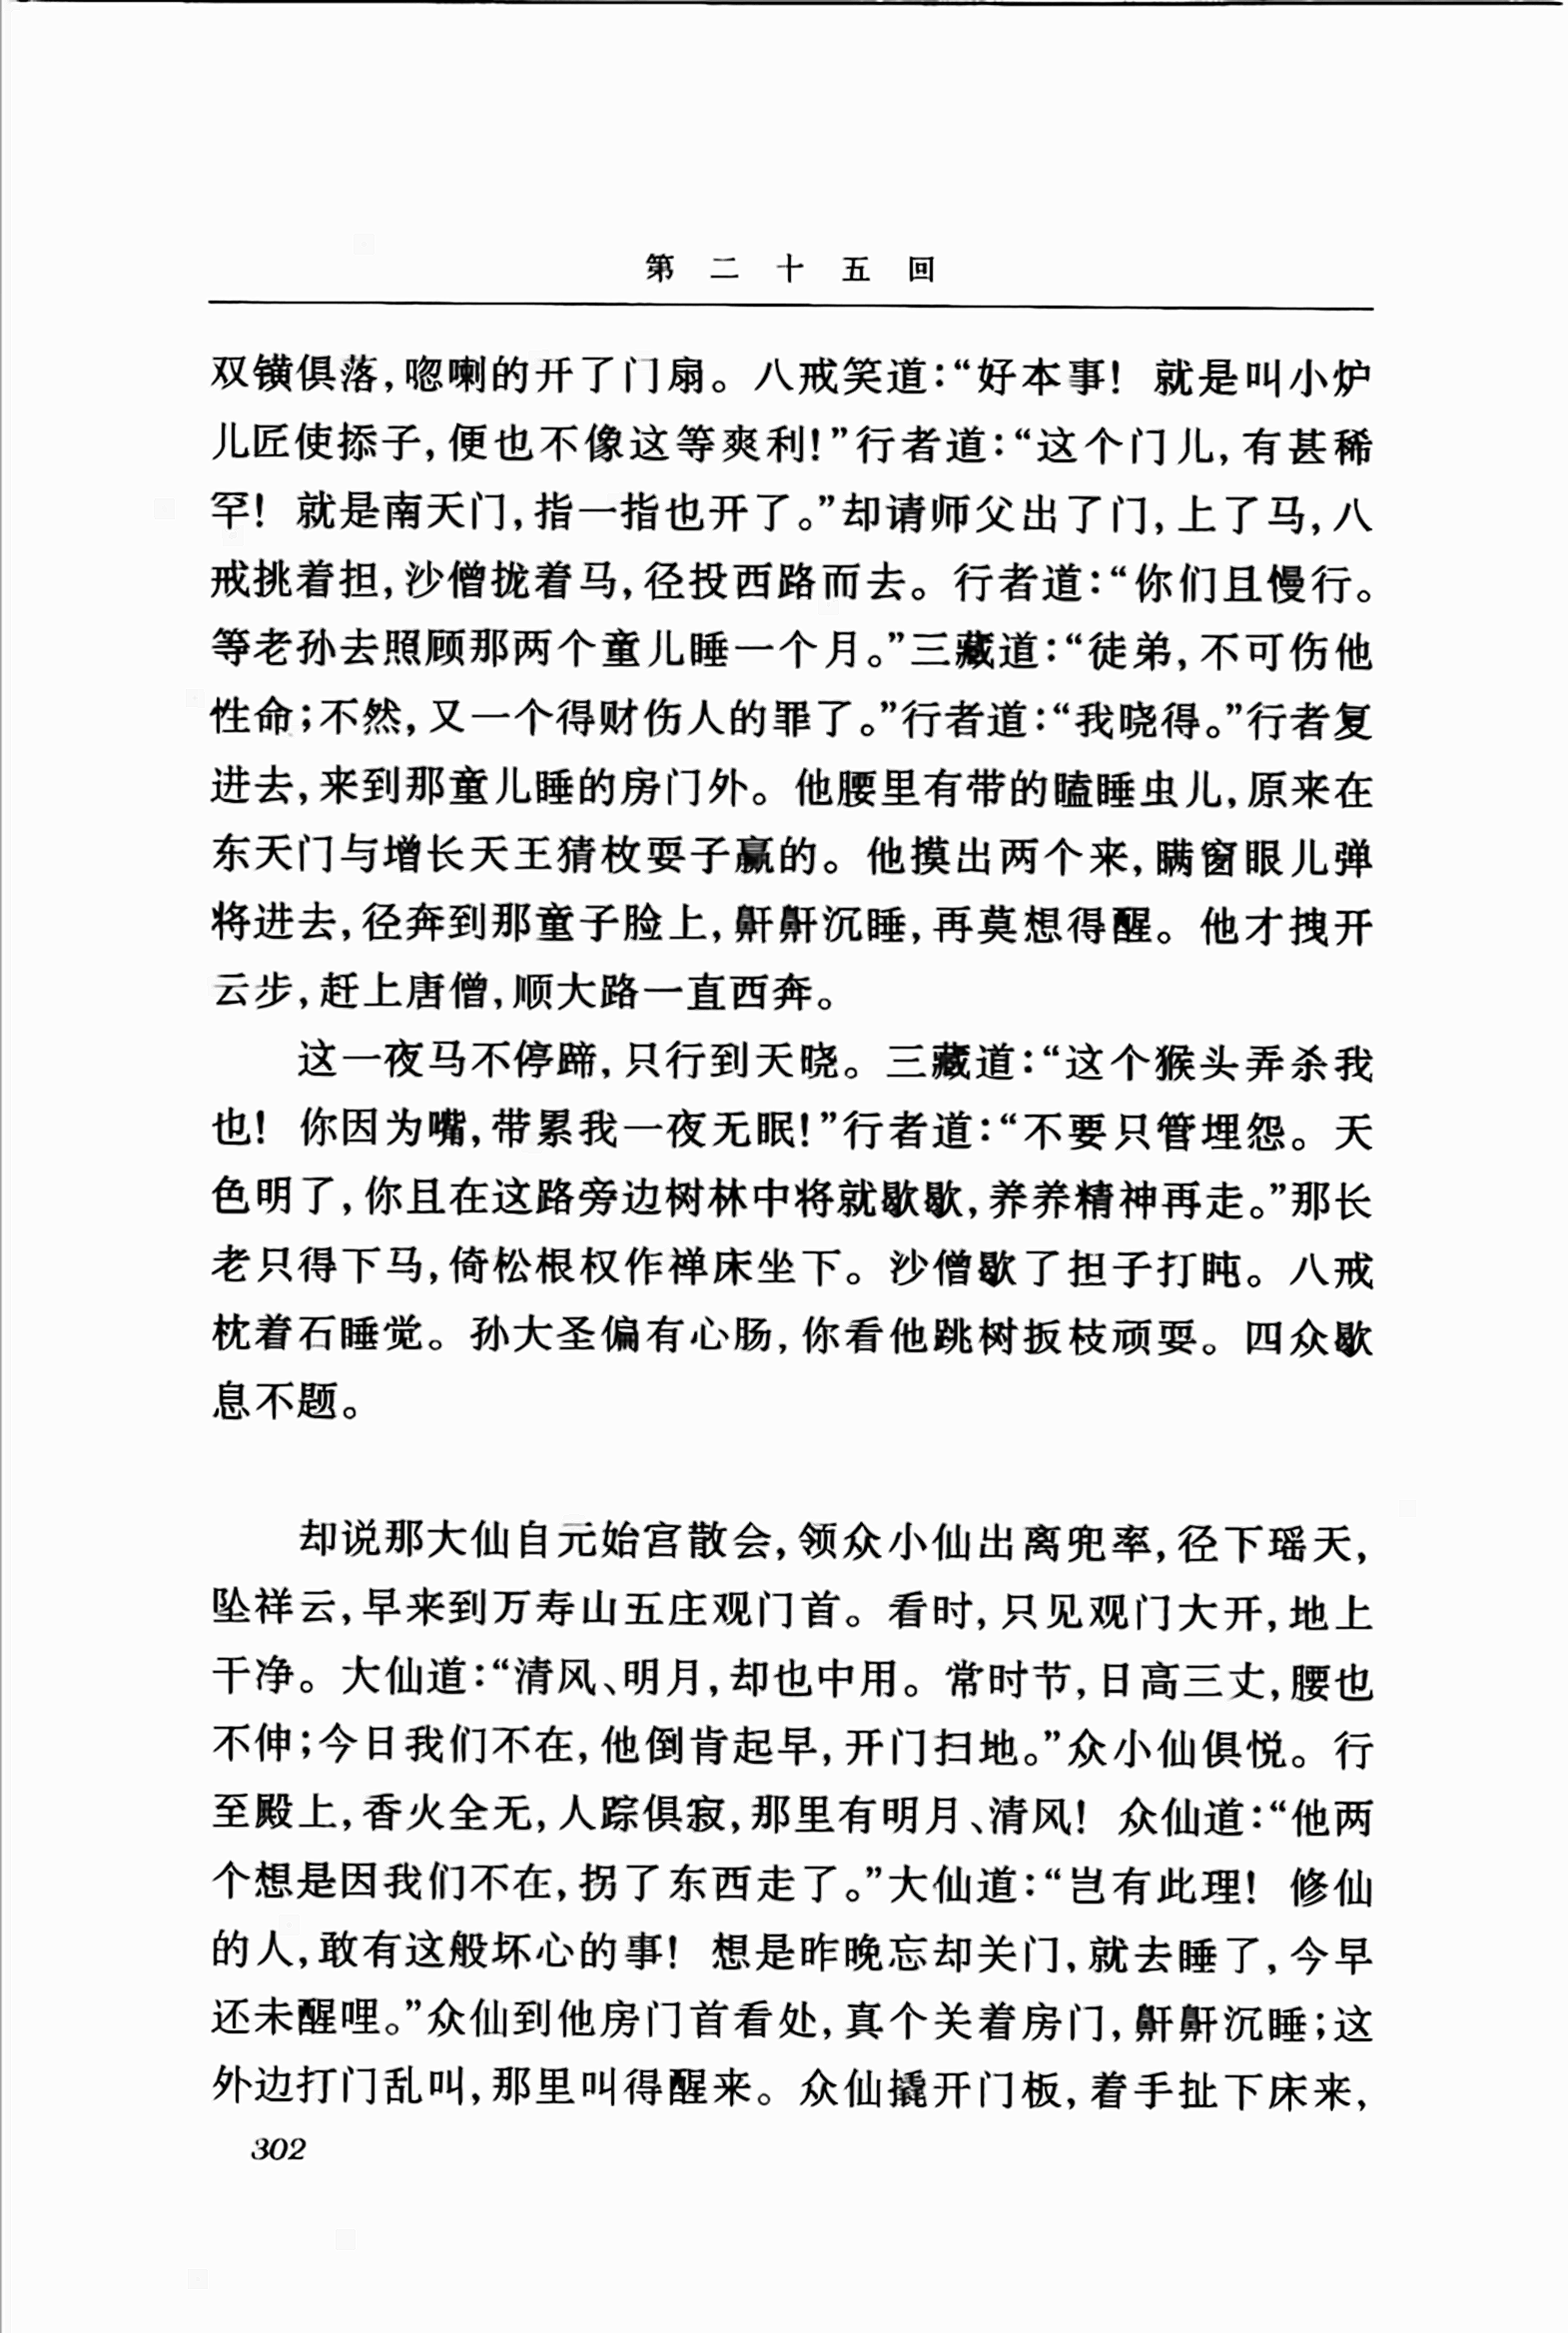 第二十五回
双锁俱落，唿喇的开了门扇。八戒笑道：“好本事！就是叫小炉
儿匠使掭子，便也不像这等爽利！”行者道：“这个门儿，有甚稀
罕！就是南天门，指一指也开了。”却请师父出了门，上了马，八
戒挑着担，沙僧拢着马，径投西路而去。行者道：“你们且慢行。
等老孙去照顾那两个童儿睡一个月。”三藏道：“徒弟，不可伤他
性命；不然，又一个得财伤人的罪了。”行者道：“我晓得。”行者复
进去，来到那童儿睡的房门外。他腰里有带的瞌睡虫儿，原来在
东天门与增长天王猜枚耍子赢的。他摸出两个来，瞒窗眼儿弹
将进去，径奔到那童子脸上，鼾鼾沉睡，再莫想得醒。他才拽开
云步，赶上唐僧，顺大路一直西奔。
这一夜马不停蹄，只行到天晓。三藏道：“这个猴头弄杀我
也！你因为嘴，带累我一夜无眠！”行者道：“不要只管埋怨。天
色明了，你且在这路旁边树林中将就歇歇，养养精神再走。”那长
老只得下马，倚松根权作禅床坐下。沙僧歇了担子打盹。八戒
枕着石睡觉。孙大圣偏有心肠，你看他跳树扳枝顽耍。四众歇
息不题。
却说那大仙自元始宫散会，领众小仙出离兜率，径下瑶天，
坠祥云，早来到万寿山五庄观门首。看时，只见观门大开，地上
干净。大仙道：“清风、明月，却也中用。常时节，日高三丈，腰也
不伸；今日我们不在，他倒肯起早，开门扫地。”众小仙俱悦。行
至殿上，香火全无，人踪俱寂，那里有明月、清风！众仙道：“他两
个想是因我们不在，拐了东西走了。”大仙道：“岂有此理！修仙
的人，敢有这般坏心的事！想是昨晚忘却关门，就去睡了，今早
还未醒哩。”众仙到他房门首看处，真个关着房门，鼾鼾沉睡；这
外边打门乱叫，那里叫得醒来。众仙撬开门板，着手扯下床来，
302